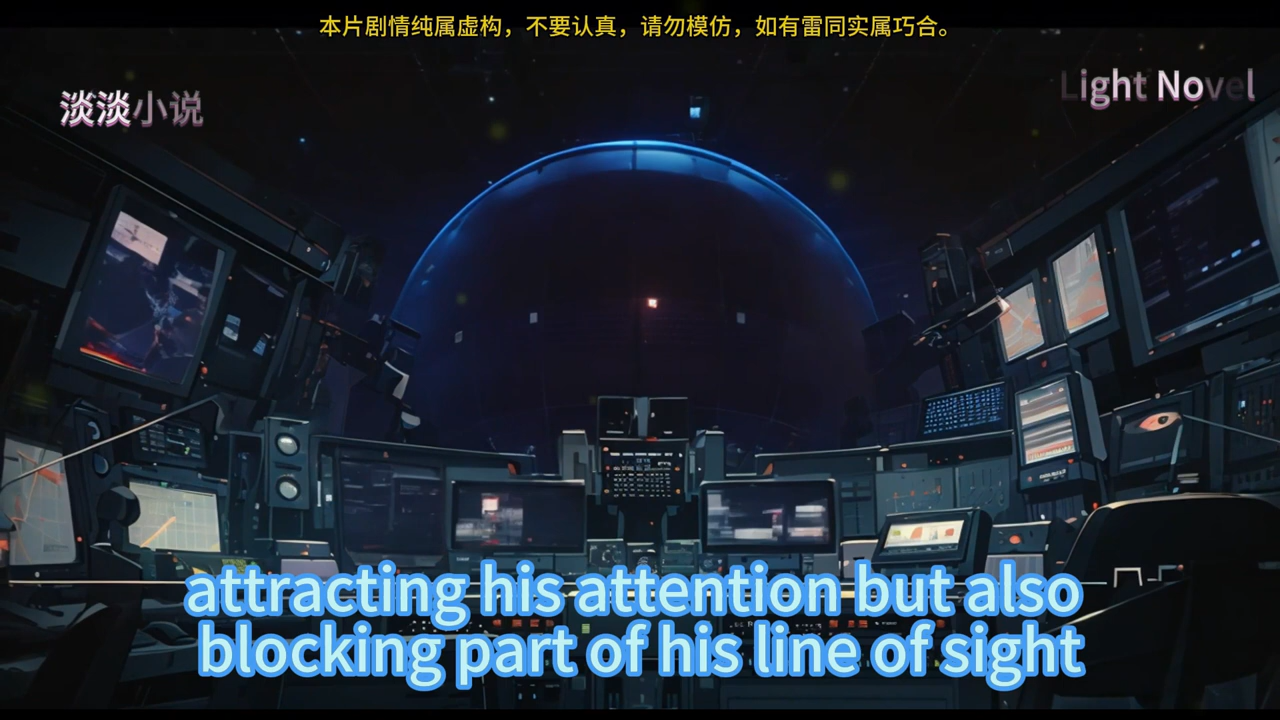 本片剧情纯属虚构，不要认真，请勿模仿，如有雷同实属巧合。
淡淡小说
Light Novel
attracting his attention but also
blocking part of his line of sight